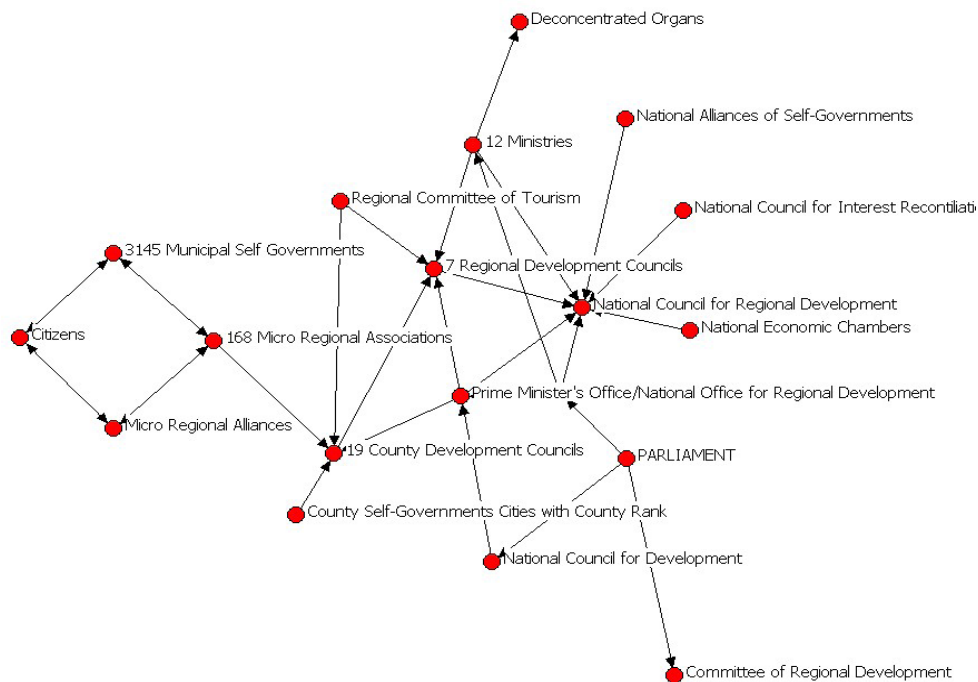 Deconcentrated Organs
National Alliances of Self-Governments
12 Ministries
Regional Committee of Tourism
National Council for Interest Recontiliati
3145 Municipal Self Governments
7 Regional Development Councils
National Council for Regional Development
Citizens
168 Micro Regional Associations
National Economic Chambers
Prime Minister's Office/National Office for Regional Development
Micro Regional Alliances
19 County Development Councils
PARLIAMENT
County Self-Governments Cities with County Rank
National Council for Development
Committee of Regional Development